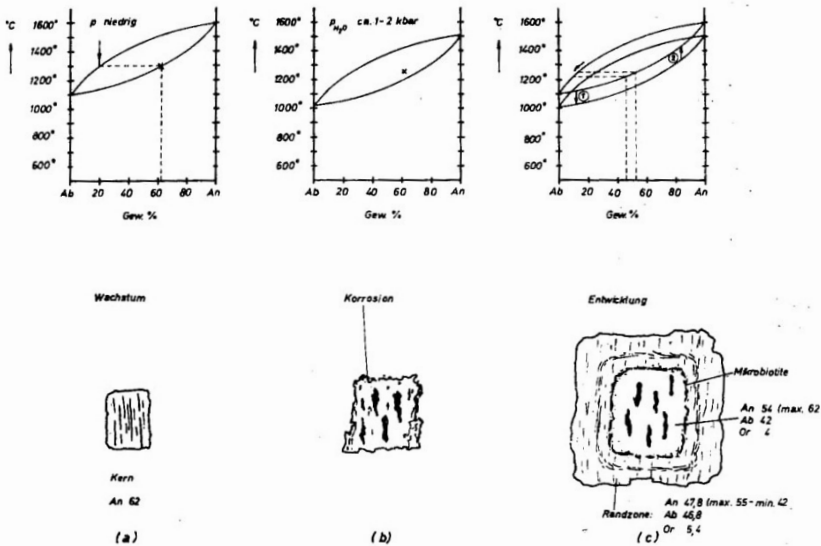 °C
1600°
1400°
1200°
1000°
800°
600°
p niedrig
Ab 20 40 60 80 An
Gew. %
°C
1600°
1400°
1200°
1000°
800°
600°
pH₂O ca. 1-2 kbar
Ab 20 40 60 80 An
Gew. %
°C
1600°
1400°
1200°
1000°
800°
600°
1
2
Ab 20 40 60 80 An
Gew. %
Wachstum
Kern
An 62
(a)
Korrosion
(b)
Entwicklung
Mikrobiotite
An 54 (max. 62
Ab 42
Or 4
An 47,8 (max. 55-min. 42
Randzone: Ab 46,8
Or 5,4
(c)